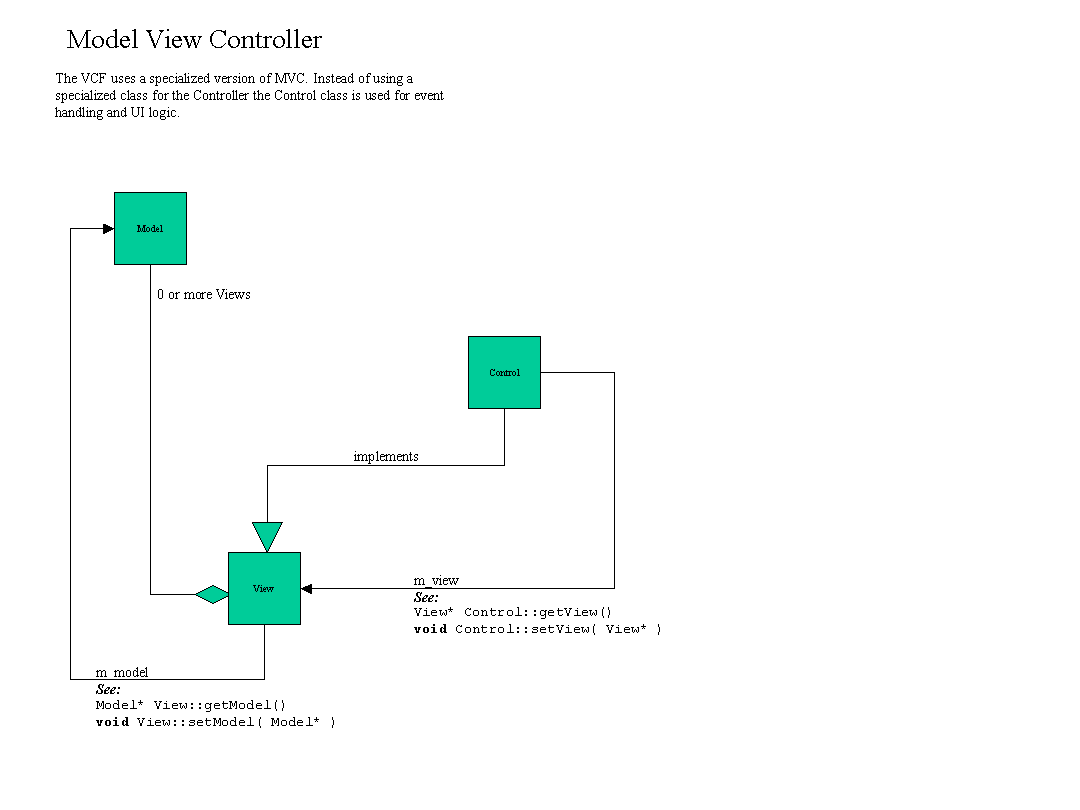 Model View Controller
The VCF uses a specialized version of MVC. Instead of using a
specialized class for the Controller the Control class is used for event
handling and UI logic.
Model
0 or more Views
Control
implements
View
m_view
See:
View* Control::getView()
void Control::setView( View* )
m_model
See:
Model* View::getModel()
void View::setModel( Model* )